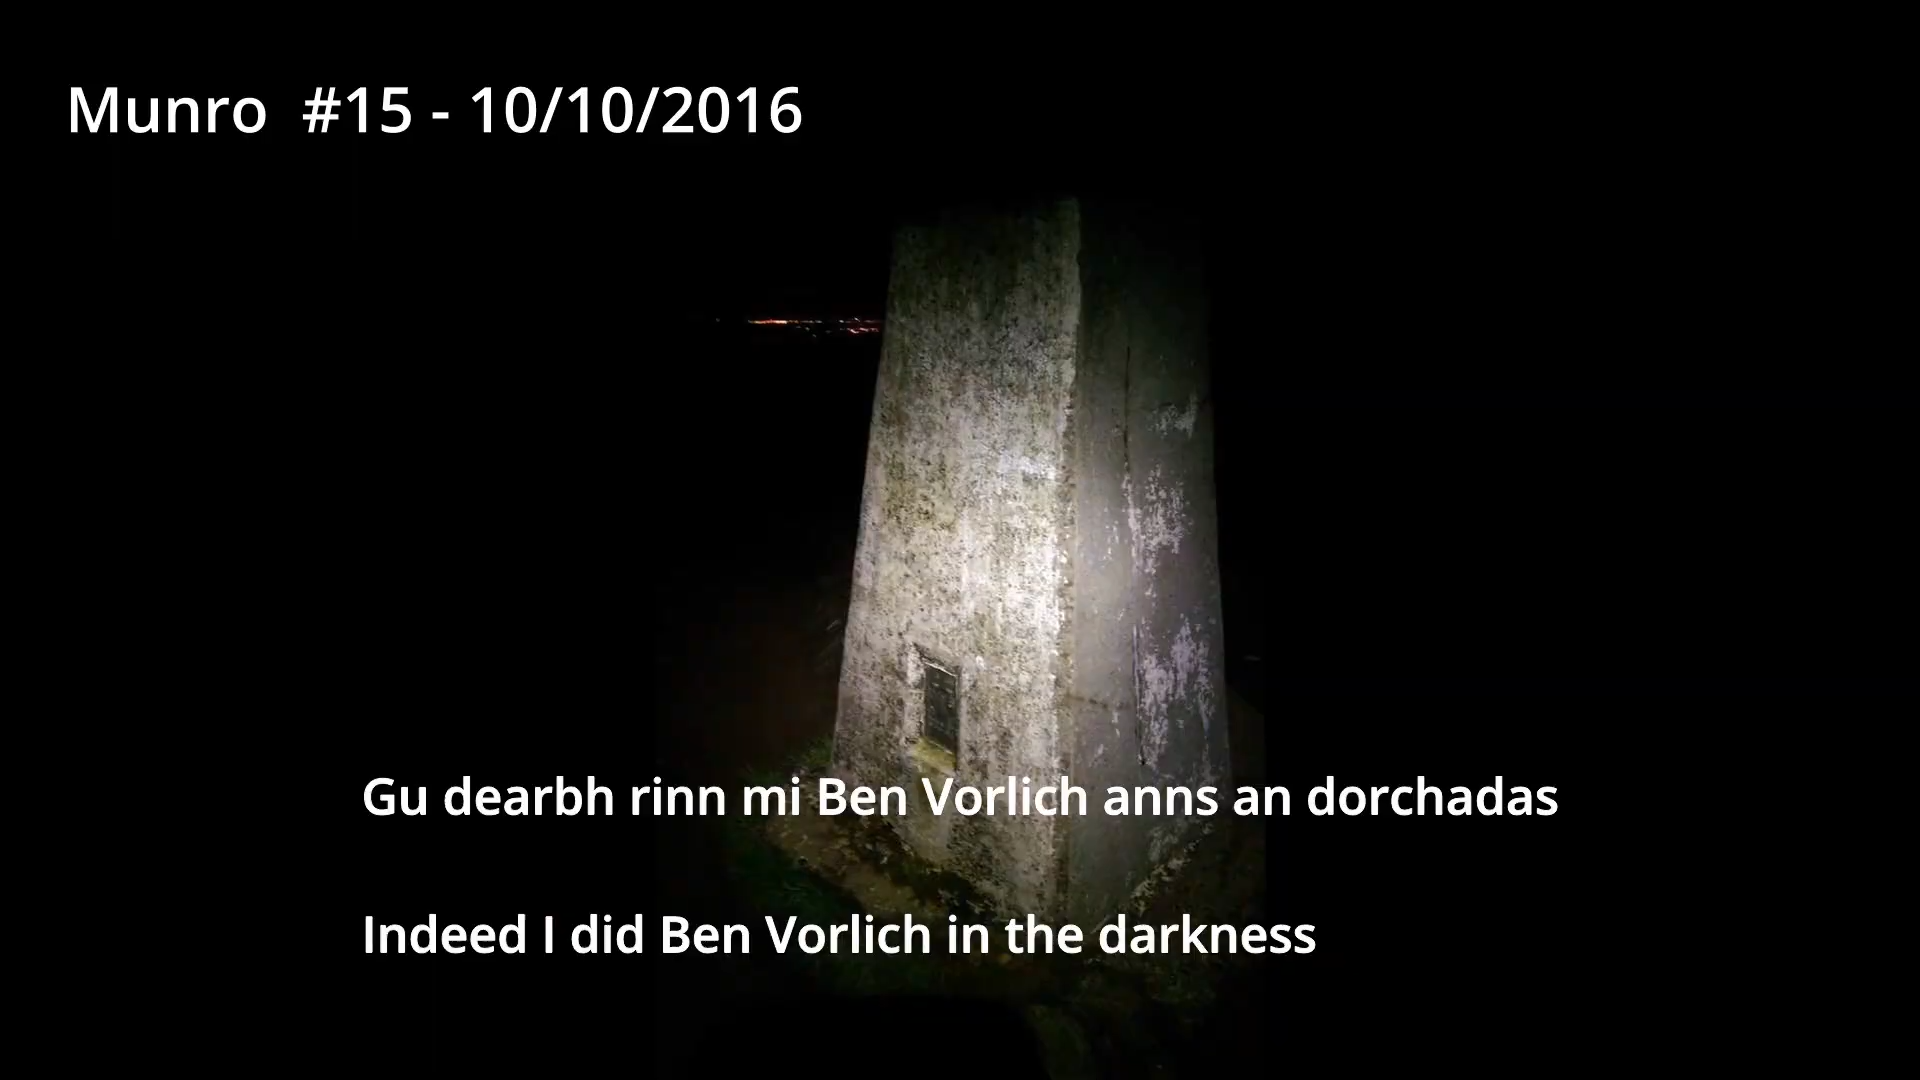 Munro #15 - 10/10/2016
Gu dearbh rinn mi Ben Vorlich anns an dorchadas
Indeed I did Ben Vorlich in the darkness